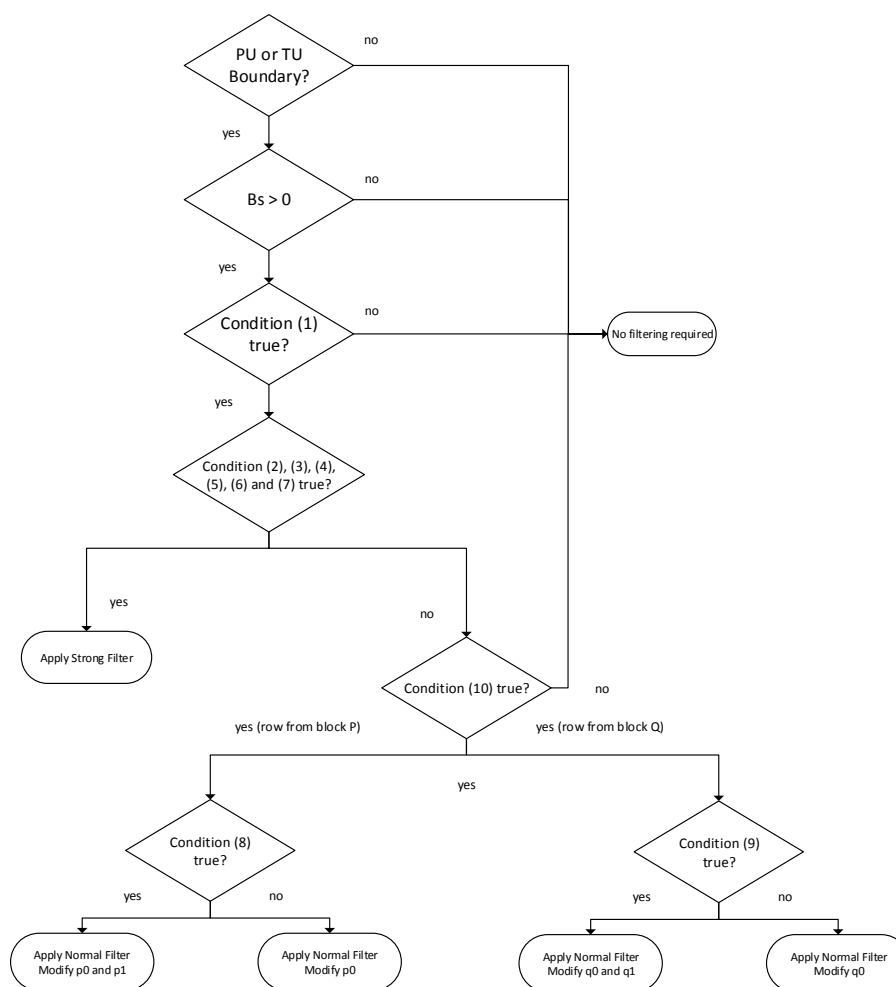 no
PU or TU
Boundary?
yes
no
Bs > 0
yes
no
Condition (1)
true?
No filtering required
yes
Condition (2), (3), (4),
(5), (6) and (7) true?
yes
no
Apply Strong Filter
Condition (10) true?
no
yes (row from block P)
yes (row from block Q)
yes
Condition (8)
true?
Condition (9)
true?
yes
no
yes
no
Apply Normal Filter
Modify p0 and p1
Apply Normal Filter
Modify p0
Apply Normal Filter
Modify q0 and q1
Apply Normal Filter
Modify q0